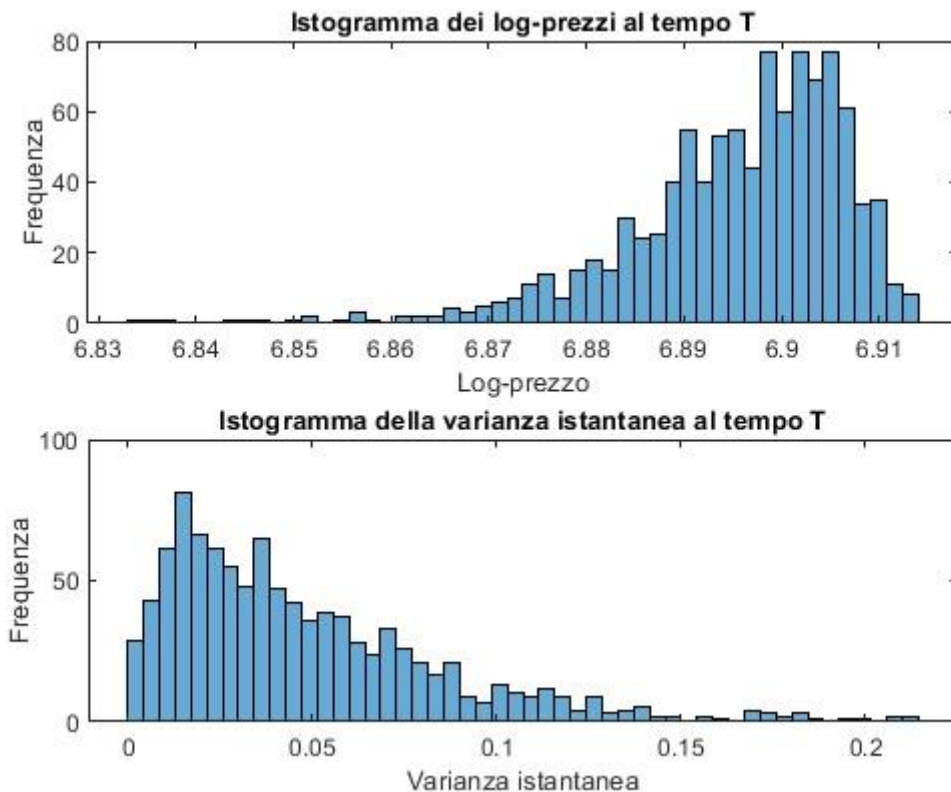 Istogramma dei log-prezzi al tempo T
80
60
40
20
0
Frequenza
6.83 6.84 6.85 6.86 6.87 6.88 6.89 6.9 6.91
Log-prezzo
Istogramma della varianza istantanea al tempo T
100
50
0
Frequenza
0 0.05 0.1 0.15 0.2
Varianza istantanea